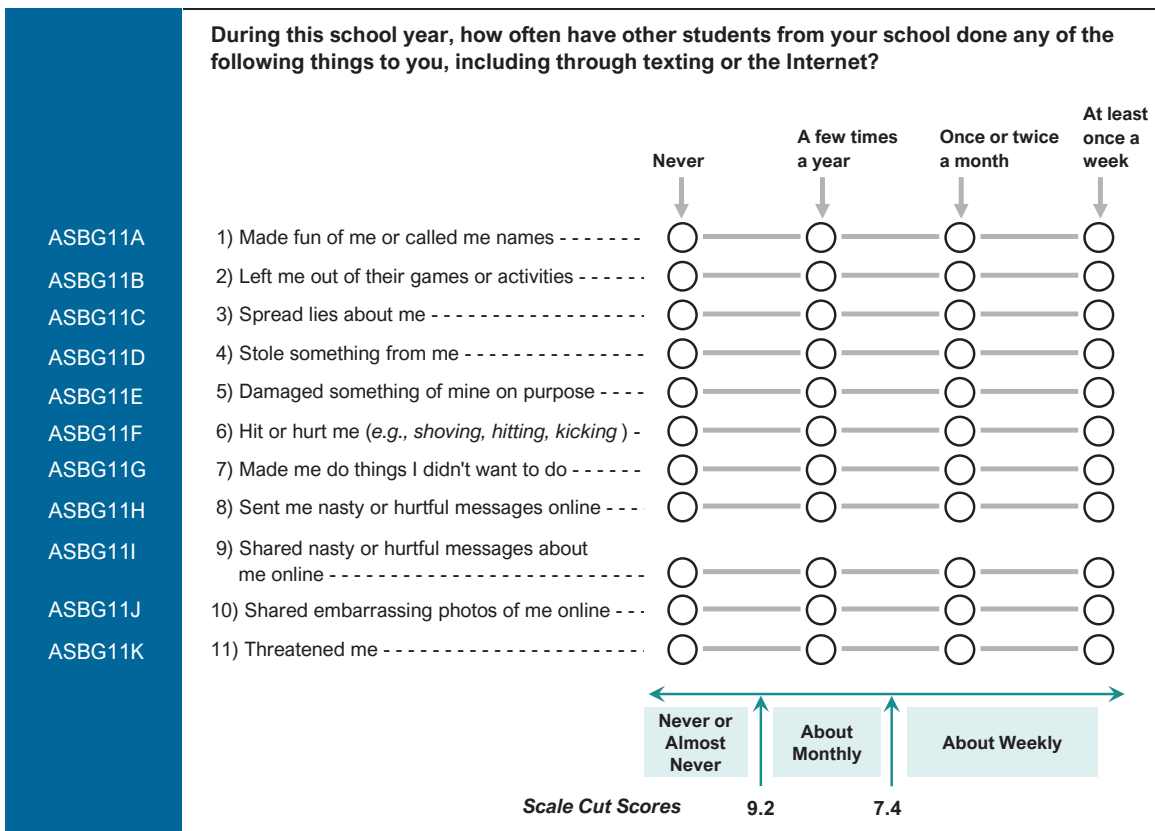 During this school year, how often have other students from your school done any of the
following things to you, including through texting or the Internet?
Never
A few times
a year
Once or twice
a month
At least
once a
week
ASBG11A 1) Made fun of me or called me names - - - - - - -
ASBG11B 2) Left me out of their games or activities - - - - - -
ASBG11C 3) Spread lies about me - - - - - - - - - - - - - - - - - -
ASBG11D 4) Stole something from me - - - - - - - - - - - - - - -
ASBG11E 5) Damaged something of mine on purpose - - - -
ASBG11F 6) Hit or hurt me (e.g., shoving, hitting, kicking ) -
ASBG11G 7) Made me do things I didn't want to do - - - - - -
ASBG11H 8) Sent me nasty or hurtful messages online - - -
ASBG11I 9) Shared nasty or hurtful messages about
me online - - - - - - - - - - - - - - - - - - - - - - - - - -
ASBG11J 10) Shared embarrassing photos of me online - - -
ASBG11K 11) Threatened me - - - - - - - - - - - - - - - - - - - - - -
Never or
Almost
Never
About
Monthly
About Weekly
Scale Cut Scores 9.2 7.4